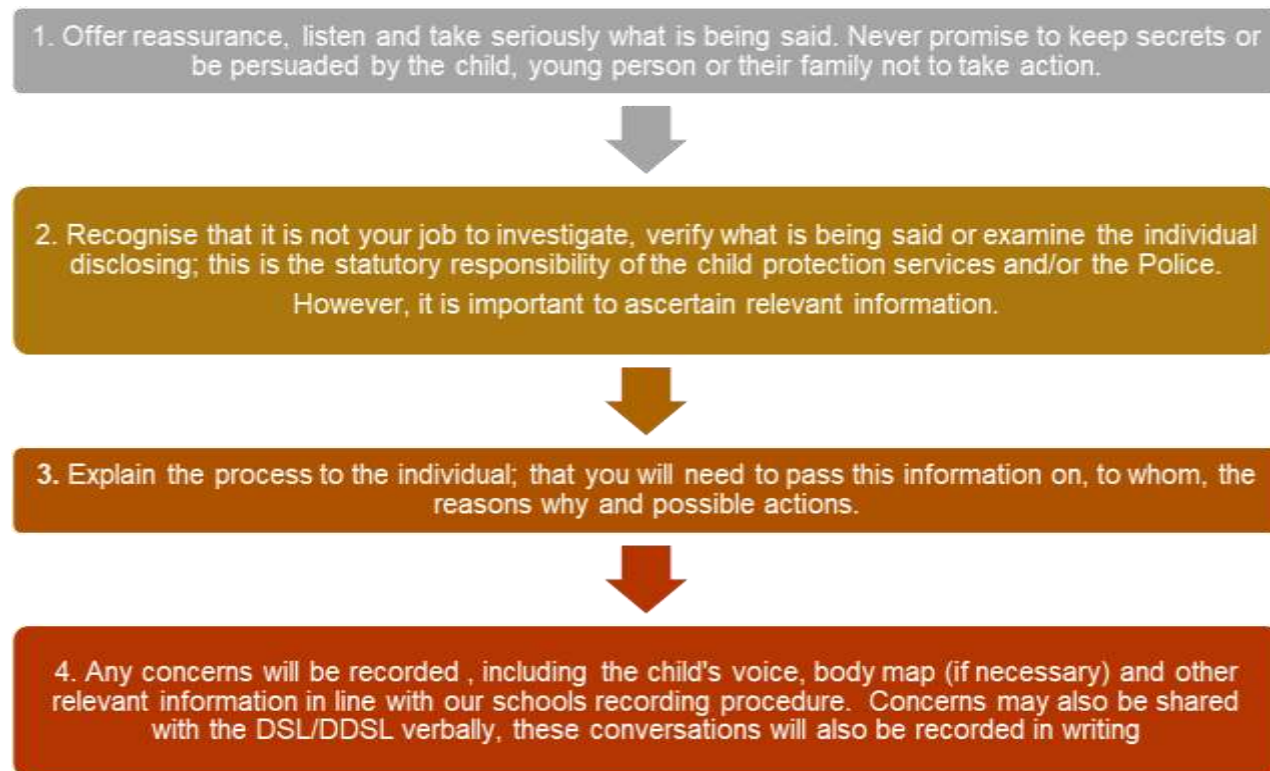 1. Offer reassurance, listen and take seriously what is being said. Never promise to keep secrets or
be persuaded by the child, young person or their family not to take action.
2. Recognise that it is not your job to investigate, verify what is being said or examine the individual
disclosing; this is the statutory responsibility of the child protection services and/or the Police.
However, it is important to ascertain relevant information.
3. Explain the process to the individual; that you will need to pass this information on, to whom, the
reasons why and possible actions.
4. Any concerns will be recorded , including the child's voice, body map (if necessary) and other
relevant information in line with our schools recording procedure. Concerns may also be shared
with the DSL/DDSL verbally, these conversations will also be recorded in writing